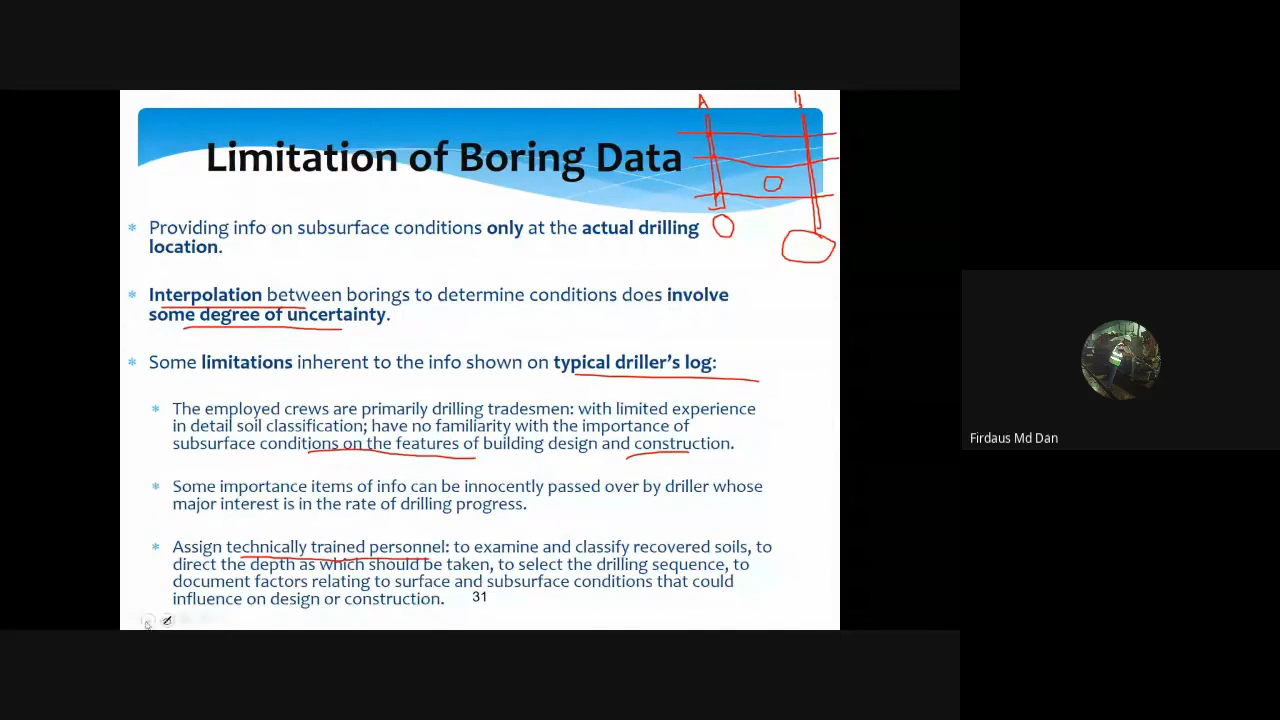 A
Limitation of Boring Data
* Providing info on subsurface conditions only at the actual drilling
location.
* Interpolation between borings to determine conditions does involve
some degree of uncertainty.
* Some limitations inherent to the info shown on typical driller's log:
* The employed crews are primarily drilling tradesmen: with limited experience
in detail soil classification; have no familiarity with the importance of
subsurface conditions on the features of building design and construction.
* Some importance items of info can be innocently passed over by driller whose
major interest is in the rate of drilling progress.
* Assign technically trained personnel: to examine and classify recovered soils, to
direct the depth as which should be taken, to select the drilling sequence, to
document factors relating to surface and subsurface conditions that could
influence on design or construction.
31
Firdaus Md Dan